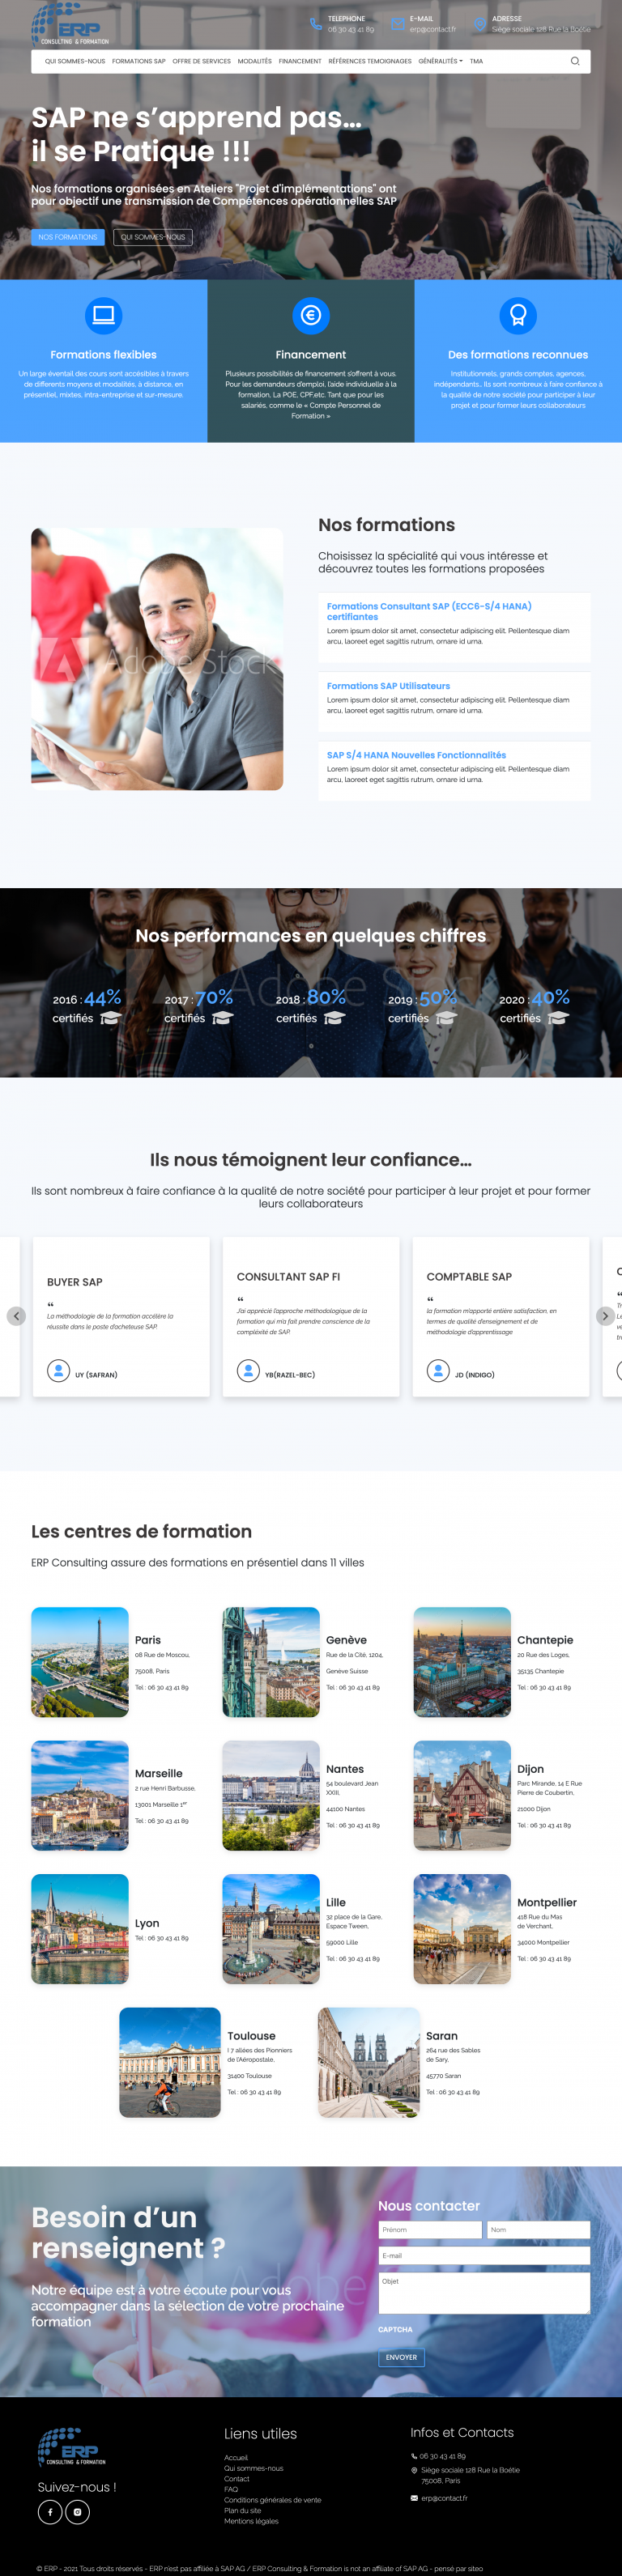 ERP
CONSULTING & FORMATION
TELEPHONE
06 30 43 41 89
E-MAIL
erp@contact.fr
ADRESSE
Siège sociale 128 Rue la Boétie
QUI SOMMES-NOUS FORMATIONS SAP OFFRE DE SERVICES MODALITÉS FINANCEMENT RÉFÉRENCES TEMOIGNAGES GÉNÉRALITÉS TMA
SAP ne s'apprend pas...
il se Pratique !!!
Nos formations organisées en Ateliers "Projet d'implémentations" ont
pour objectif une transmission de Compétences opérationnelles SAP
NOS FORMATIONS QUI SOMMES-NOUS
Formations flexibles
Un large éventail des cours sont accésibles à travers
de differents moyens et modalités, à distance, en
présentiel, mixtes, intra-entreprise et sur-mesure.
Financement
Plusieurs possibilités de financement s'offrent à vous.
Pour les demandeurs d'emploi, l'aide individuelle à la
formation, La POE, CPF,etc. Tant que pour les
salariés, comme le « Compte Personnel de
Formation »
Des formations reconnues
Institutionnels, grands comptes, agences,
indépendants… Ils sont nombreux à faire confiance à
la qualité de notre société pour participer à leur
projet et pour former leurs collaborateurs
Nos formations
Choisissez la spécialité qui vous intéresse et
découvrez toutes les formations proposées
Adobe Stock
Formations Consultant SAP (ECC6-S/4 HANA)
certifiantes
Lorem ipsum dolor sit amet, consectetur adipiscing elit. Pellentesque diam
arcu, laoreet eget sagittis rutrum, ornare id urna.
Formations SAP Utilisateurs
Lorem ipsum dolor sit amet, consectetur adipiscing elit. Pellentesque diam
arcu, laoreet eget sagittis rutrum, ornare id urna.
SAP S/4 HANA Nouvelles Fonctionnalités
Lorem ipsum dolor sit amet, consectetur adipiscing elit. Pellentesque diam
arcu, laoreet eget sagittis rutrum, ornare id urna.
Nos performances en quelques chiffres
2016 : 44%
certifiés
2017 : 70%
certifiés
2018 : 80%
certifiés
2019 : 50%
certifiés
2020 : 40%
certifiés
Ils nous témoignent leur confiance...
Ils sont nombreux à faire confiance à la qualité de notre société pour participer à leur projet et pour former
leurs collaborateurs
BUYER SAP
“
La méthodologie de la formation accélère la
réussite dans le poste d'acheteuse SAP.
UY (SAFRAN)
CONSULTANT SAP FI
“
J'ai apprécié l'approche méthodologique de la
formation qui m'a fait prendre conscience de la
compléxité de SAP.
YB(RAZEL-BEC)
COMPTABLE SAP
“
la formation m'apporté entière satisfaction, en
termes de qualité d'enseignement et de
méthodologie d'apprentissage
JD (INDIGO)
Les centres de formation
ERP Consulting assure des formations en présentiel dans 11 villes
Paris
08 Rue de Moscou,
75008, Paris
Tel : 06 30 43 41 89
Genève
Rue de la Cité, 1204,
Genève Suisse
Tel : 06 30 43 41 89
Chantepie
20 Rue des Loges,
35135 Chantepie
Tel : 06 30 43 41 89
Marseille
2 rue Henri Barbusse,
13001 Marseille 1er
Tel : 06 30 43 41 89
Nantes
54 boulevard Jean
XXIII,
44100 Nantes
Tel : 06 30 43 41 89
Dijon
Parc Mirande, 14 E Rue
Pierre de Coubertin,
21000 Dijon
Tel : 06 30 43 41 89
Lyon
Tel : 06 30 43 41 89
Lille
32 place de la Gare,
Espace Tween,
59000 Lille
Tel : 06 30 43 41 89
Montpellier
418 Rue du Mas
de Verchant,
34000 Montpellier
Tel : 06 30 43 41 89
Toulouse
l 7 allées des Pionniers
de l'Aéropostale,
31400 Toulouse
Tel : 06 30 43 41 89
Saran
264 rue des Sables
de Sary,
45770 Saran
Tel : 06 30 43 41 89
Besoin d'un
renseignent ?
Notre équipe est à votre écoute pour vous
accompagner dans la sélection de votre prochaine
formation
Nous contacter
Prénom Nom
E-mail
Objet
CAPTCHA
ENVOYER
ERP
CONSULTING & FORMATION
Suivez-nous !
Liens utiles
Accueil
Qui sommes-nous
Contact
FAQ
Conditions générales de vente
Plan du site
Mentions légales
Infos et Contacts
06 30 43 41 89
Siège sociale 128 Rue la Boétie
75008, Paris
erp@contact.fr
© ERP - 2021 Tous droits réservés - ERP n'est pas affiliée à SAP AG / ERP Consulting & Formation is not an affiliate of SAP AG - pensé par siteo